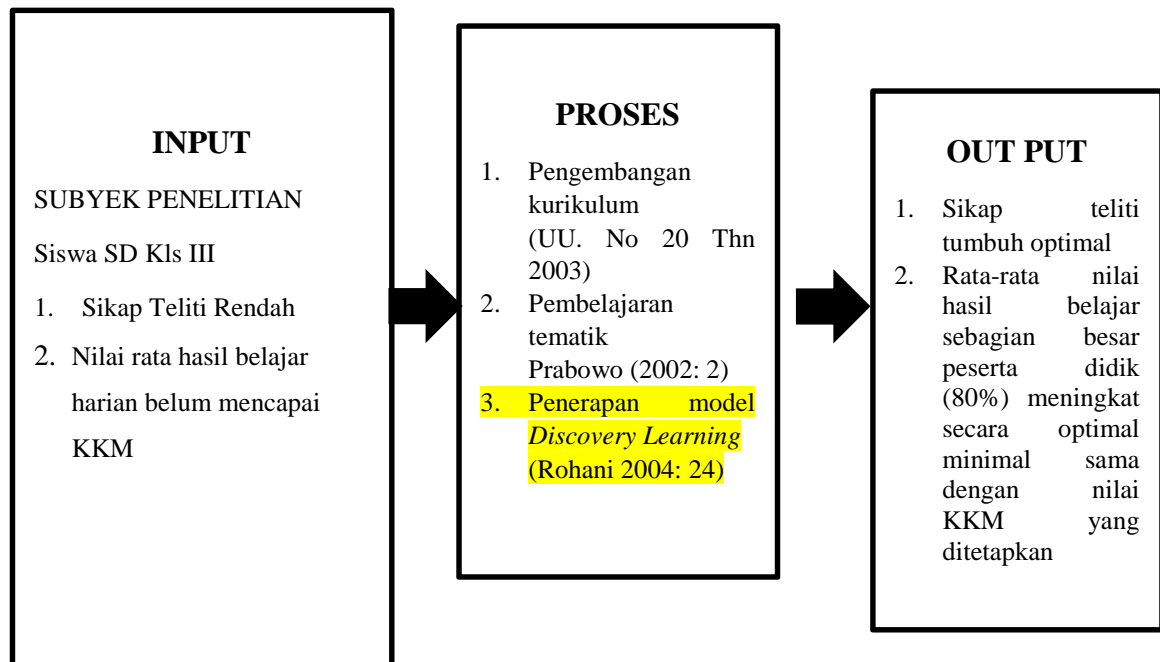 INPUT
SUBYEK PENELITIAN
Siswa SD Kls III
1. Sikap Teliti Rendah
2. Nilai rata hasil belajar
harian belum mencapai
KKM
PROSES
1. Pengembangan
kurikulum
(UU. No 20 Thn
2003)
2. Pembelajaran
tematik
Prabowo (2002: 2)
3. Penerapan model
Discovery Learning
(Rohani 2004: 24)
OUT PUT
1. Sikap teliti
tumbuh optimal
2. Rata-rata nilai
hasil belajar
sebagian besar
peserta didik
(80%) meningkat
secara optimal
minimal sama
dengan nilai
KKM yang
ditetapkan